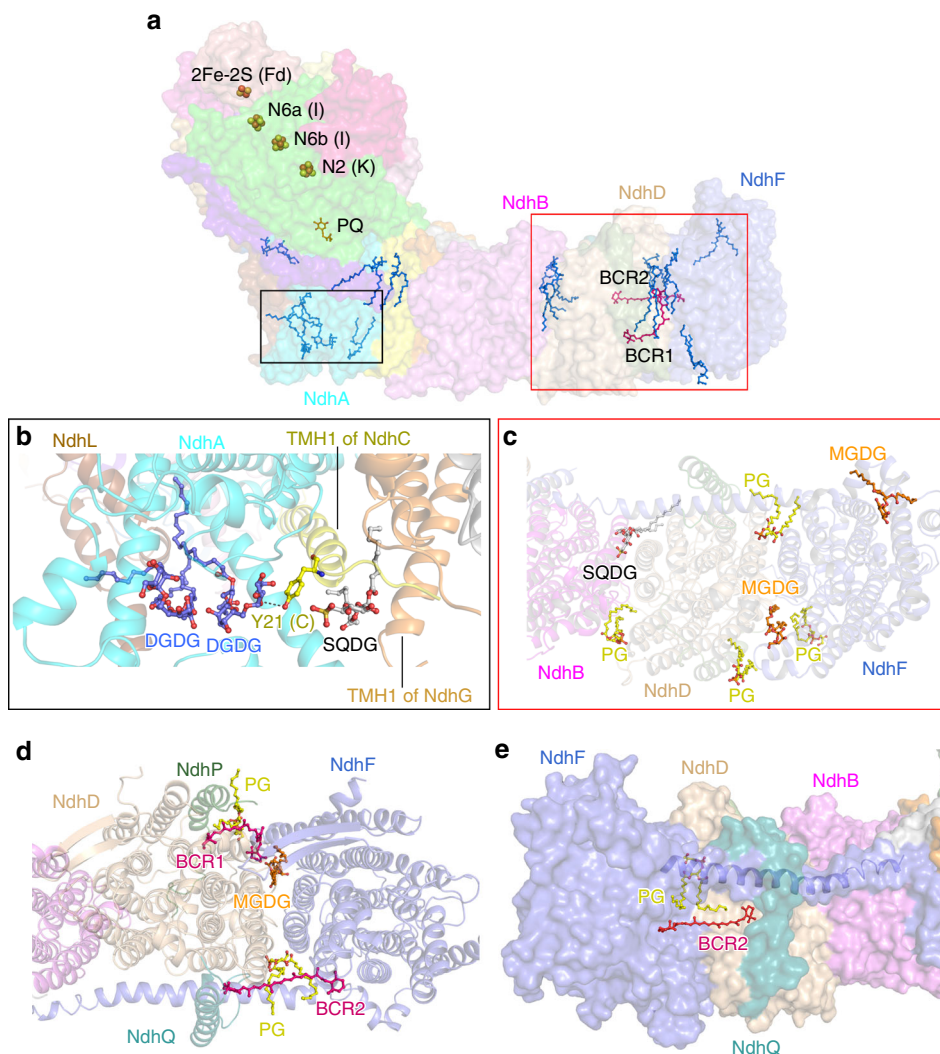 a
2Fe-2S (Fd)
N6a (I)
N6b (I)
N2 (K)
PQ
NdhB
NdhD
NdhF
BCR2
BCR1
NdhA
b
NdhL
NdhA
TMH1 of NdhC
DGDG
DGDG
Y21 (C)
SQDG
TMH1 of NdhG
c
MGDG
PG
SQDG
MGDG
PG
PG
PG
NdhB
NdhD
NdhF
d
NdhP
NdhF
PG
NdhD
BCR1
MGDG
BCR2
PG
NdhQ
e
NdhF
NdhD
NdhB
PG
BCR2
NdhQ